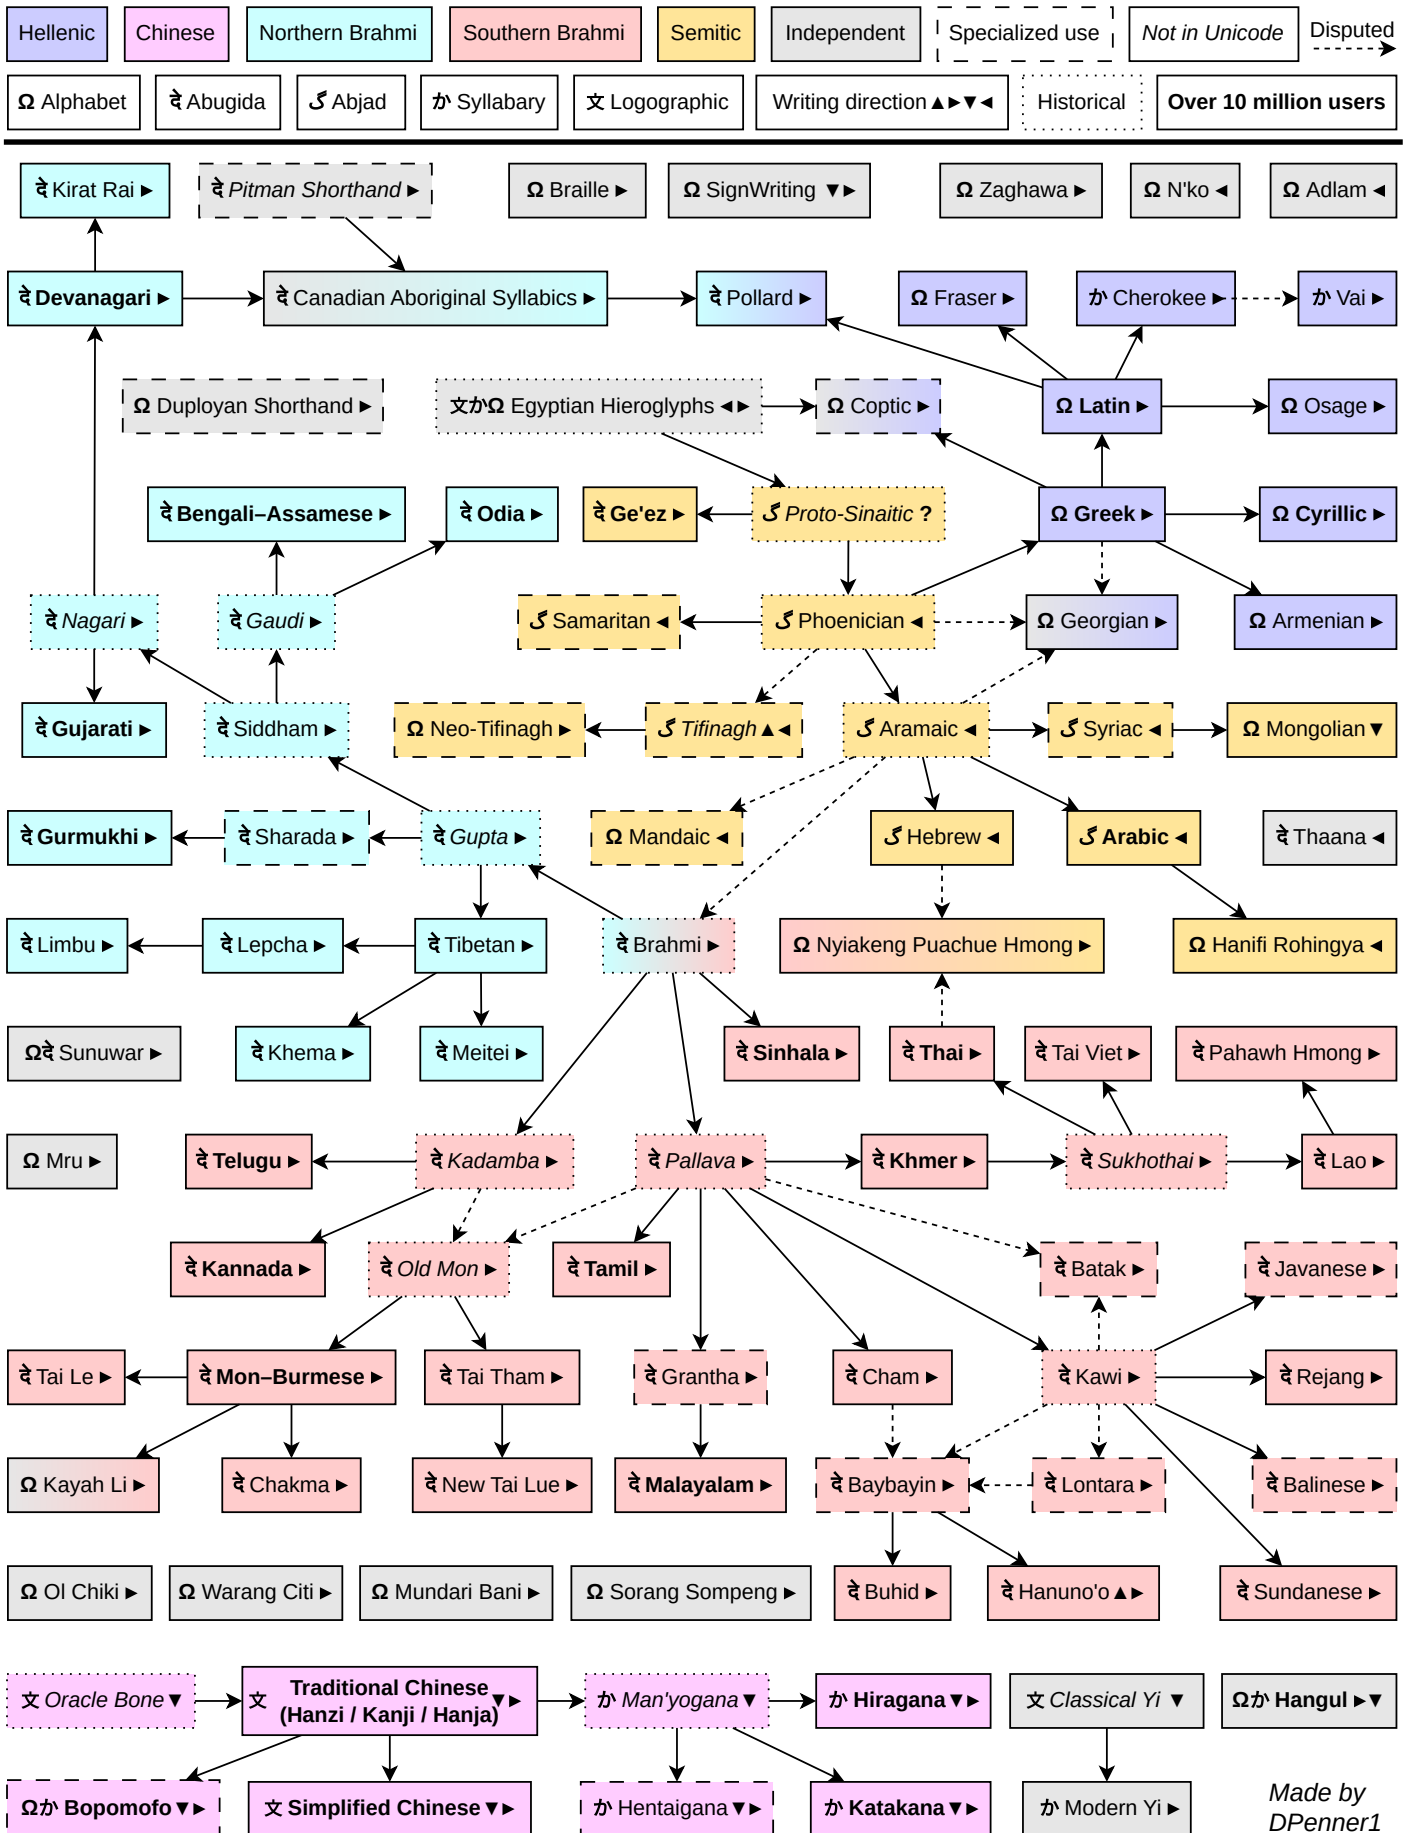 Hellenic Chinese Northern Brahmi Southern Brahmi Semitic Independent Specialized use Not in Unicode Disputed
Ω Alphabet दे Abugida گ Abjad か Syllabary 文 Logographic Writing direction▲►▼◄ Historical Over 10 million users
दे Kirat Rai ► दे Pitman Shorthand ► Ω Braille ► Ω SignWriting ▼► Ω Zaghawa ► Ω N'ko ◄ Ω Adlam ◄
दे Devanagari ► दे Canadian Aboriginal Syllabics ► दे Pollard ► Ω Fraser ► か Cherokee ► か Vai ►
Ω Duployan Shorthand ► 文かΩ Egyptian Hieroglyphs ◄► Ω Coptic ► Ω Latin ► Ω Osage ►
दे Bengali–Assamese ► दे Odia ► दे Ge'ez ► گ Proto-Sinaitic ? Ω Greek ► Ω Cyrillic ►
दे Nagari ► दे Gaudi ► گ Samaritan ◄ گ Phoenician ◄ Ω Georgian ► Ω Armenian ►
दे Gujarati ► दे Siddham ► Ω Neo-Tifinagh ► گ Tifinagh▲◄ گ Aramaic ◄ گ Syriac ◄ Ω Mongolian▼
दे Gurmukhi ► दे Sharada ► दे Gupta ► Ω Mandaic ◄ گ Hebrew ◄ گ Arabic ◄ दे Thaana ◄
दे Limbu ► दे Lepcha ► दे Tibetan ► दे Brahmi ► Ω Nyiakeng Puachue Hmong ► Ω Hanifi Rohingya ◄
Ωदे Sunuwar ► दे Khema ► दे Meitei ► दे Sinhala ► दे Thai ► दे Tai Viet ► दे Pahawh Hmong ►
Ω Mru ► दे Telugu ► दे Kadamba ► दे Pallava ► दे Khmer ► दे Sukhothai ► दे Lao ►
दे Kannada ► दे Old Mon ► दे Tamil ► दे Batak ► दे Javanese ►
दे Tai Le ► दे Mon–Burmese ► दे Tai Tham ► दे Grantha ► दे Cham ► दे Kawi ► दे Rejang ►
Ω Kayah Li ► दे Chakma ► दे New Tai Lue ► दे Malayalam ► दे Baybayin ► दे Lontara ► दे Balinese ►
Ω Ol Chiki ► Ω Warang Citi ► Ω Mundari Bani ► Ω Sorang Sompeng ► दे Buhid ► दे Hanuno'o▲► दे Sundanese ►
文 Oracle Bone▼ 文 Traditional Chinese
(Hanzi / Kanji / Hanja)▼► か Man'yogana▼ か Hiragana▼► 文 Classical Yi ▼ Ωか Hangul ►▼
Ωか Bopomofo▼► 文 Simplified Chinese▼► か Hentaigana▼► か Katakana▼► か Modern Yi ► Made by
DPenner1